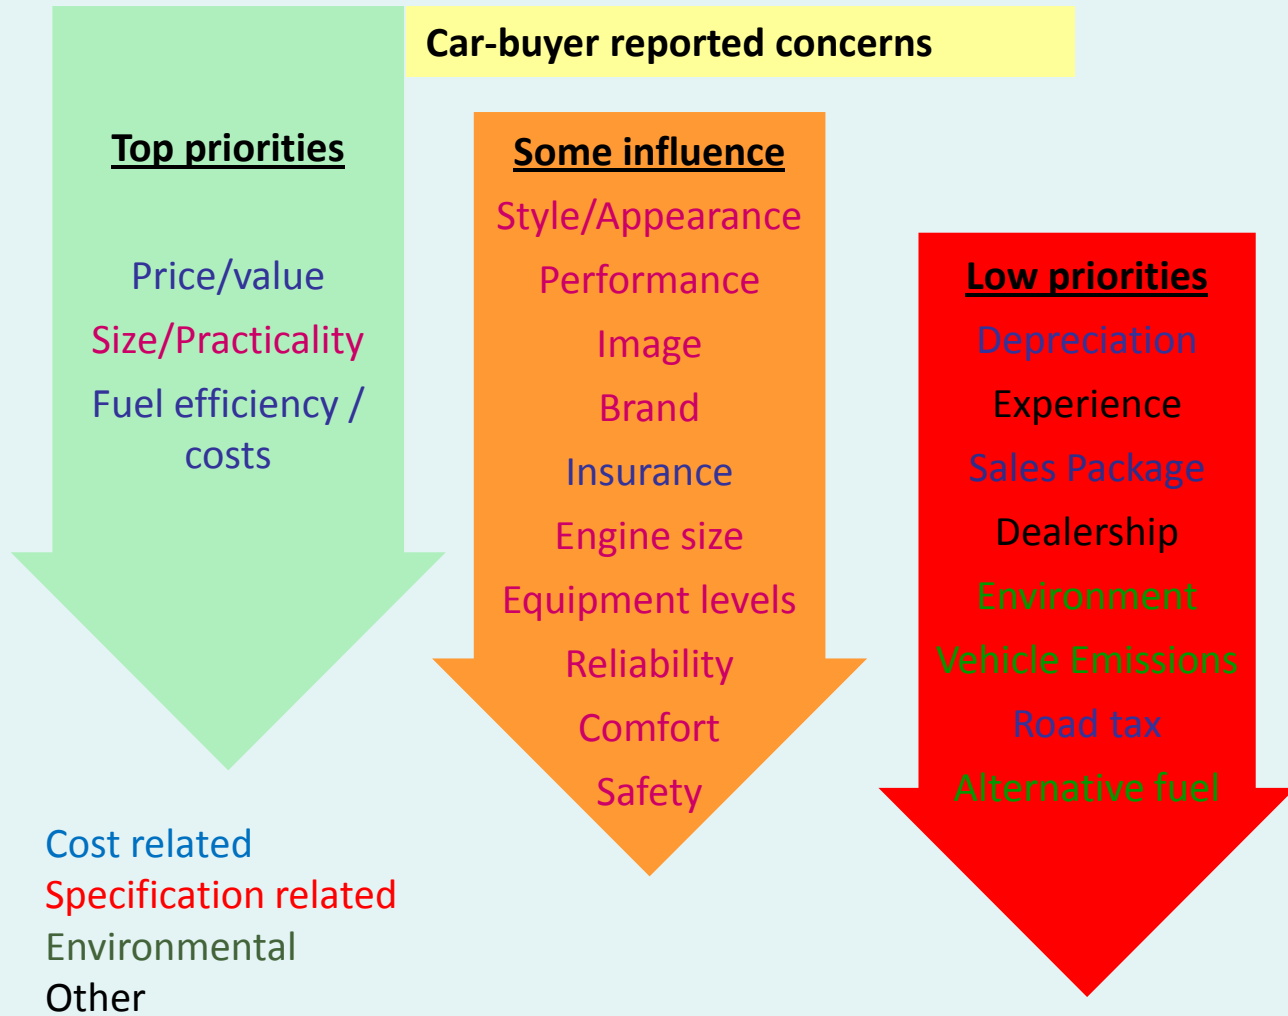 Car-buyer reported concerns
Top priorities
Price/value
Size/Practicality
Fuel efficiency /
costs
Some influence
Style/Appearance
Performance
Image
Brand
Insurance
Engine size
Equipment levels
Reliability
Comfort
Safety
Low priorities
Depreciation
Experience
Sales Package
Dealership
Environment
Vehicle Emissions
Road tax
Alternative fuel
Cost related
Specification related
Environmental
Other